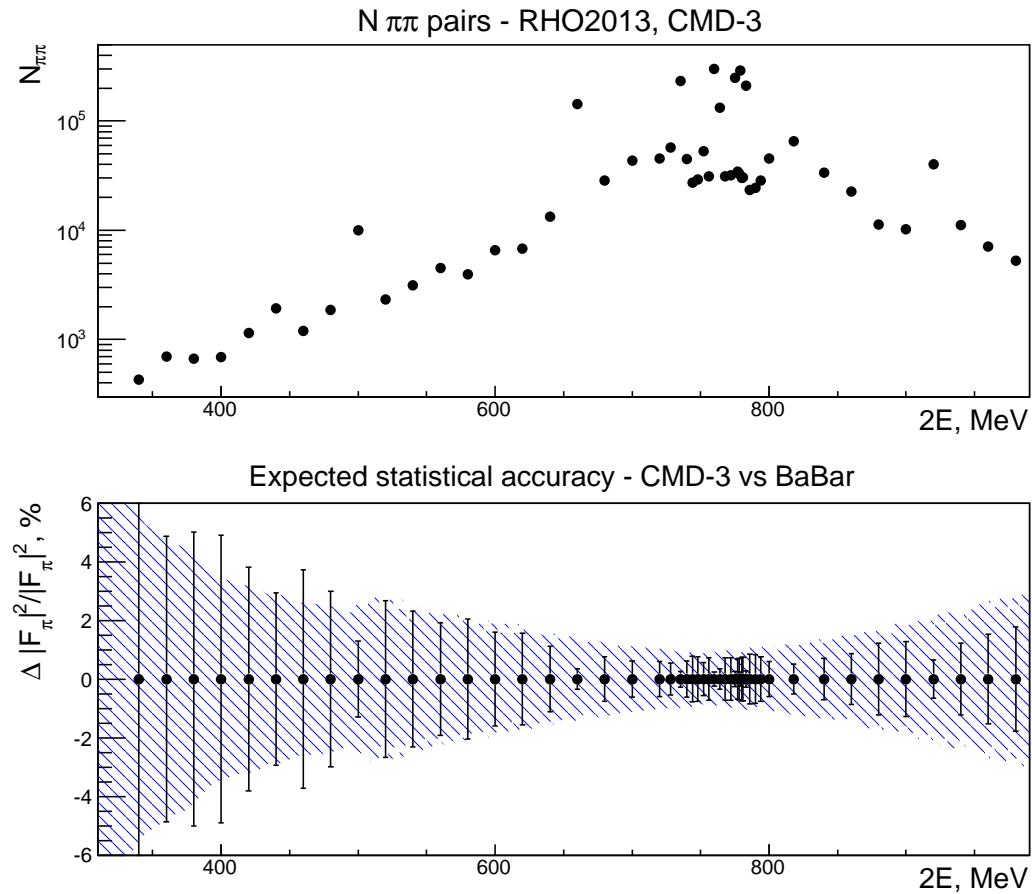 N ππ pairs - RHO2013, CMD-3
N_ππ
10^5
10^4
10^3
400 600 800
2E, MeV
Expected statistical accuracy - CMD-3 vs BaBar
Δ |F_π|^2/|F_π|^2, %
6
4
2
0
-2
-4
-6
400 600 800
2E, MeV